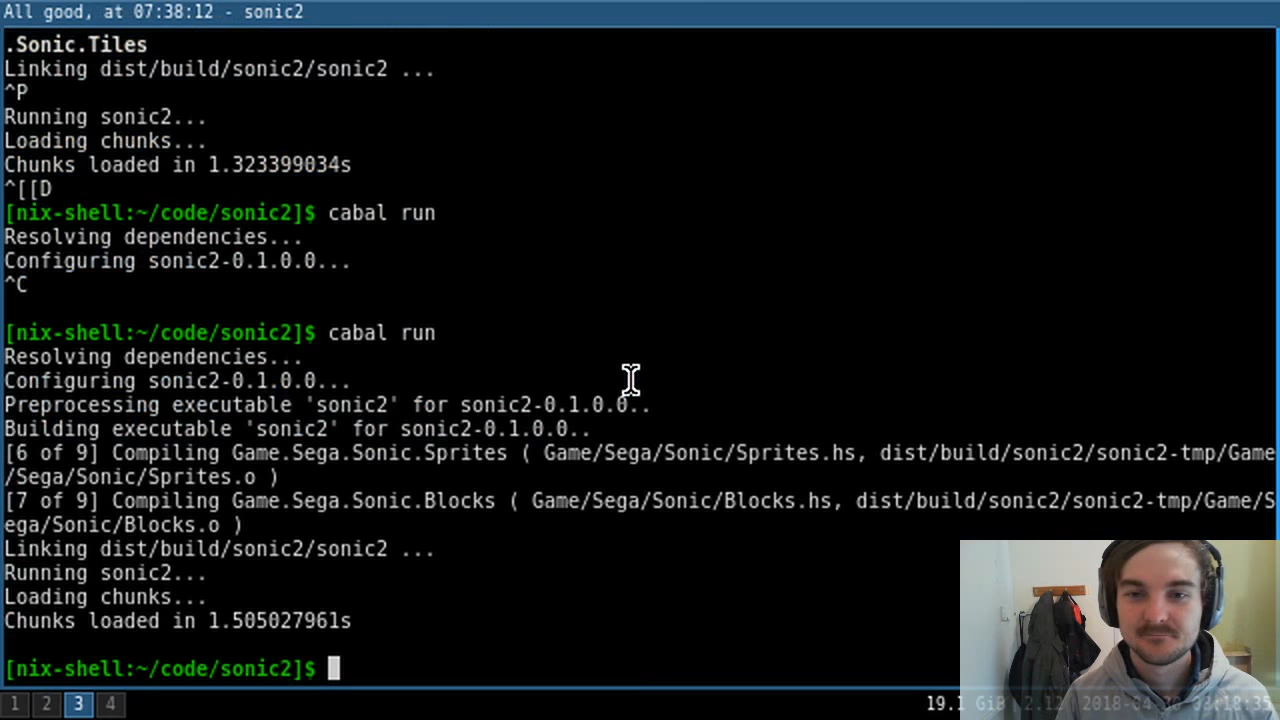 All good, at 07:38:12 - sonic2
.Sonic.Tiles
Linking dist/build/sonic2/sonic2 ...
^P
Running sonic2...
Loading chunks...
Chunks loaded in 1.323399034s
^[[D
[nix-shell:~/code/sonic2]$ cabal run
Resolving dependencies...
Configuring sonic2-0.1.0.0...
^C
[nix-shell:~/code/sonic2]$ cabal run
Resolving dependencies...
Configuring sonic2-0.1.0.0...
Preprocessing executable 'sonic2' for sonic2-0.1.0.0..
Building executable 'sonic2' for sonic2-0.1.0.0..
[6 of 9] Compiling Game.Sega.Sonic.Sprites ( Game/Sega/Sonic/Sprites.hs, dist/build/sonic2/sonic2-tmp/Game
/Sega/Sonic/Sprites.o )
[7 of 9] Compiling Game.Sega.Sonic.Blocks ( Game/Sega/Sonic/Blocks.hs, dist/build/sonic2/sonic2-tmp/Game/S
ega/Sonic/Blocks.o )
Linking dist/build/sonic2/sonic2 ...
Running sonic2...
Loading chunks...
Chunks loaded in 1.505027961s
[nix-shell:~/code/sonic2]$
1 2 3 4 19.1 GiB 2.12